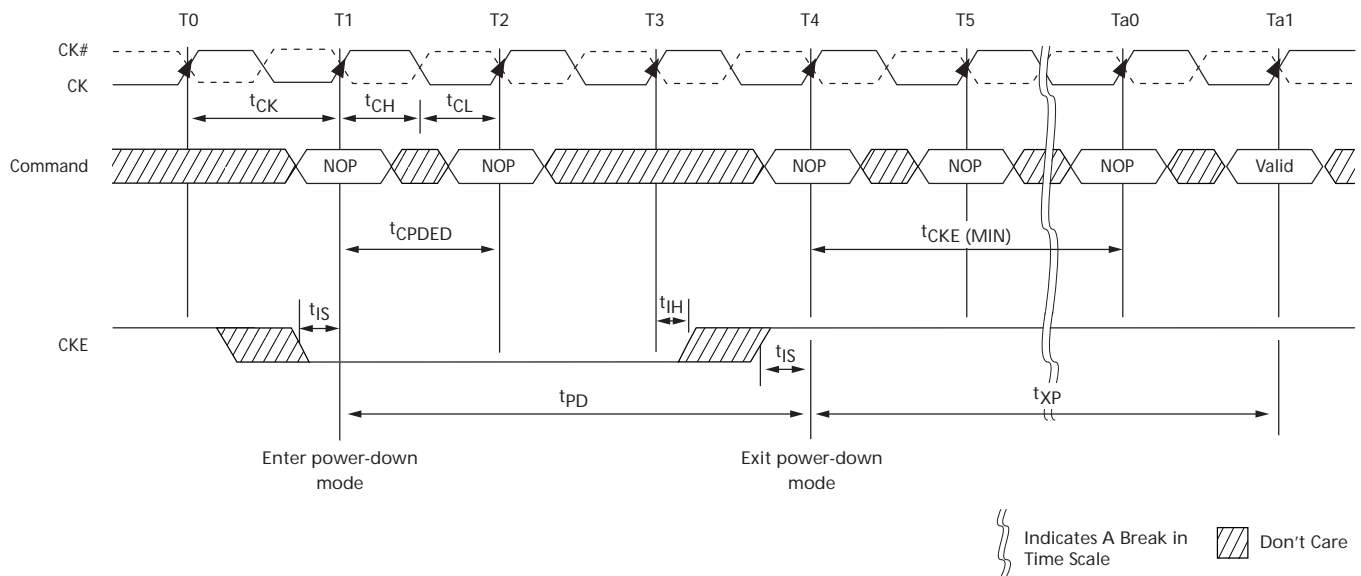 T0 T1 T2 T3 T4 T5 Ta0 Ta1
CK#
CK
tCK tCH tCL
Command NOP NOP NOP NOP NOP Valid
tCPDED tCKE (MIN)
tIS tIH
CKE
tIS
tPD tXP
Enter power-down
mode
Exit power-down
mode
Indicates A Break in
Time Scale
Don't Care